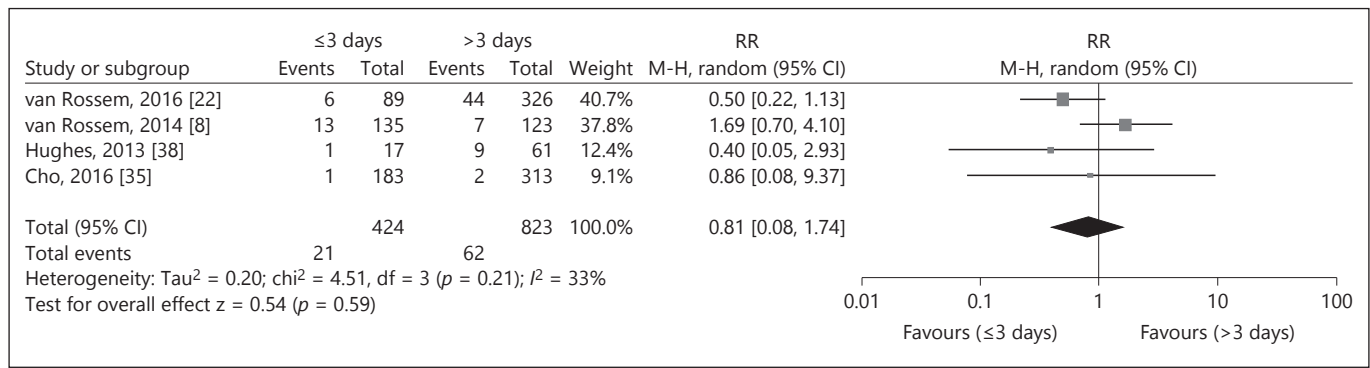 ≤3 days >3 days RR RR
Study or subgroup Events Total Events Total Weight M-H, random (95% CI) M-H, random (95% CI)
van Rossem, 2016 [22] 6 89 44 326 40.7% 0.50 [0.22, 1.13]
van Rossem, 2014 [8] 13 135 7 123 37.8% 1.69 [0.70, 4.10]
Hughes, 2013 [38] 1 17 9 61 12.4% 0.40 [0.05, 2.93]
Cho, 2016 [35] 1 183 2 313 9.1% 0.86 [0.08, 9.37]
Total (95% CI) 424 823 100.0% 0.81 [0.08, 1.74]
Total events 21 62
Heterogeneity: Tau² = 0.20; chi² = 4.51, df = 3 (p = 0.21); I² = 33%
Test for overall effect z = 0.54 (p = 0.59)
0.01 0.1 1 10 100
Favours (≤3 days) Favours (>3 days)